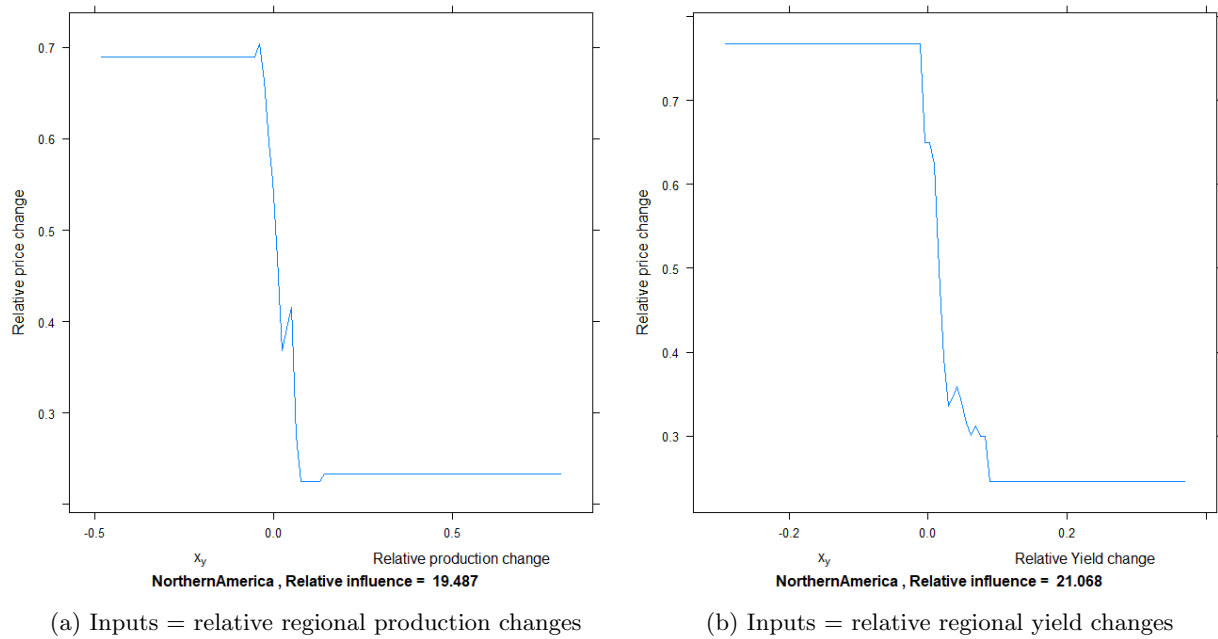 0.7
0.6
0.5
0.4
0.3
Relative price change
-0.5 0.0 0.5
xy Relative production change
NorthernAmerica , Relative influence = 19.487
(a) Inputs = relative regional production changes
0.7
0.6
0.5
0.4
0.3
Relative price change
-0.2 0.0 0.2
xy Relative Yield change
NorthernAmerica , Relative influence = 21.068
(b) Inputs = relative regional yield changes